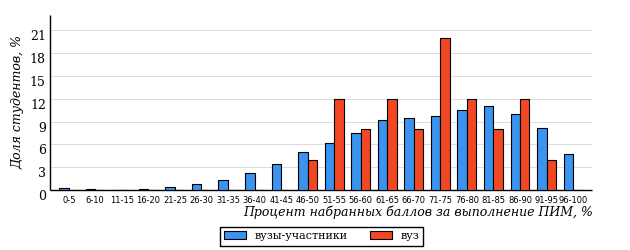 Доля студентов, %
21
18
15
12
9
6
3
0
0-5 6-10 11-15 16-20 21-25 26-30 31-35 36-40 41-45 46-50 51-55 56-60 61-65 66-70 71-75 76-80 81-85 86-90 91-95 96-100
Процент набранных баллов за выполнение ПИМ, %
вузы-участники вуз